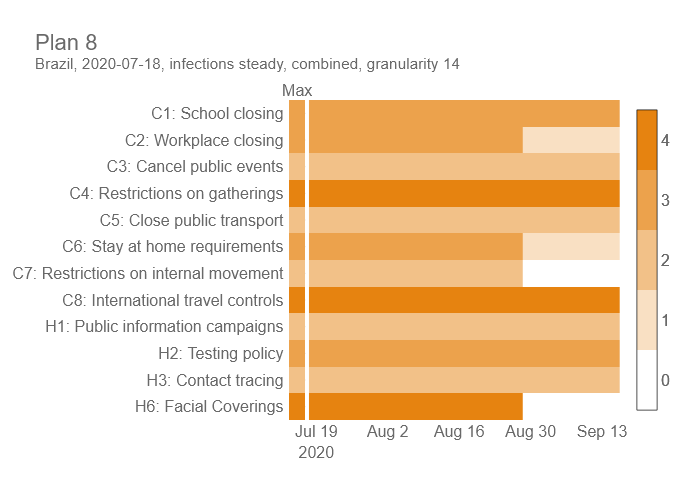 Plan 8
Brazil, 2020-07-18, infections steady, combined, granularity 14
Max
C1: School closing
C2: Workplace closing
C3: Cancel public events
C4: Restrictions on gatherings
C5: Close public transport
C6: Stay at home requirements
C7: Restrictions on internal movement
C8: International travel controls
H1: Public information campaigns
H2: Testing policy
H3: Contact tracing
H6: Facial Coverings
Jul 19 Aug 2 Aug 16 Aug 30 Sep 13
2020
4
3
2
1
0